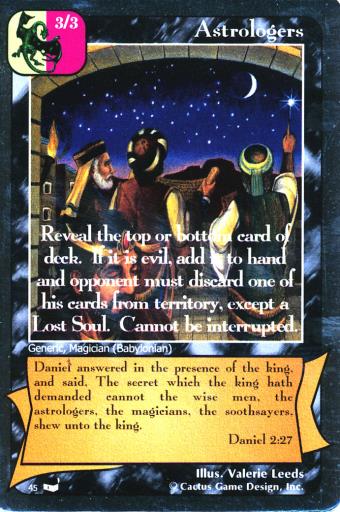 3/3
Astrologers
Reveal the top or bottom card of
deck. If it is evil, add it to hand
and opponent must discard one of
his cards from territory, except a
Lost Soul. Cannot be interrupted.
Generic, Magician (Babylonian)
Daniel answered in the presence of the king,
and said, The secret which the king hath
demanded cannot the wise men, the
astrologers, the magicians, the soothsayers,
shew unto the king.
Daniel 2:27
Illus. Valerie Leeds
45 © Cactus Game Design, Inc.